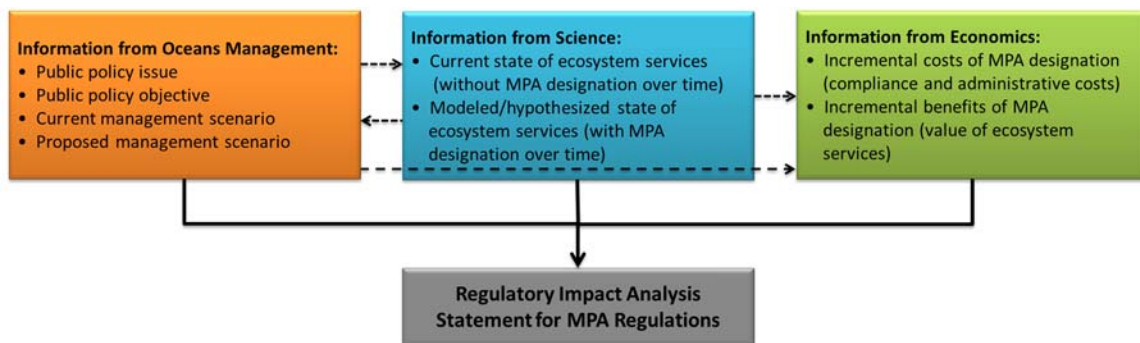 Information from Oceans Management:
• Public policy issue
• Public policy objective
• Current management scenario
• Proposed management scenario
Information from Science:
• Current state of ecosystem services
(without MPA designation over time)
• Modeled/hypothesized state of
ecosystem services (with MPA
designation over time)
Information from Economics:
• Incremental costs of MPA designation
(compliance and administrative costs)
• Incremental benefits of MPA
designation (value of ecosystem
services)
Regulatory Impact Analysis
Statement for MPA Regulations